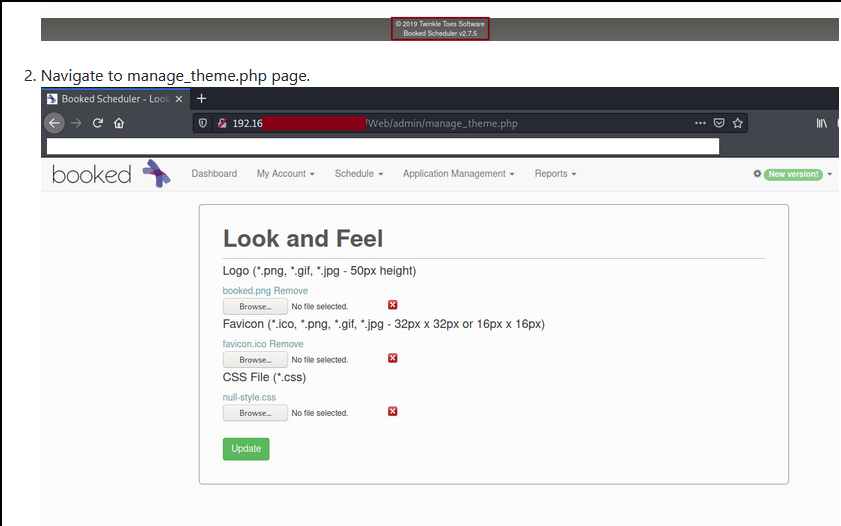 © 2019 Twinkle Toes Software
Booked Scheduler v2.7.5
2. Navigate to manage_theme.php page.
Booked Scheduler - Look
192.16 /Web/admin/manage_theme.php
booked Dashboard My Account Schedule Application Management Reports New version!
Look and Feel
Logo (*.png, *.gif, *.jpg - 50px height)
booked.png Remove
Browse... No file selected.
Favicon (*.ico, *.png, *.gif, *.jpg - 32px x 32px or 16px x 16px)
favicon.ico Remove
Browse... No file selected.
CSS File (*.css)
null-style.css
Browse... No file selected.
Update